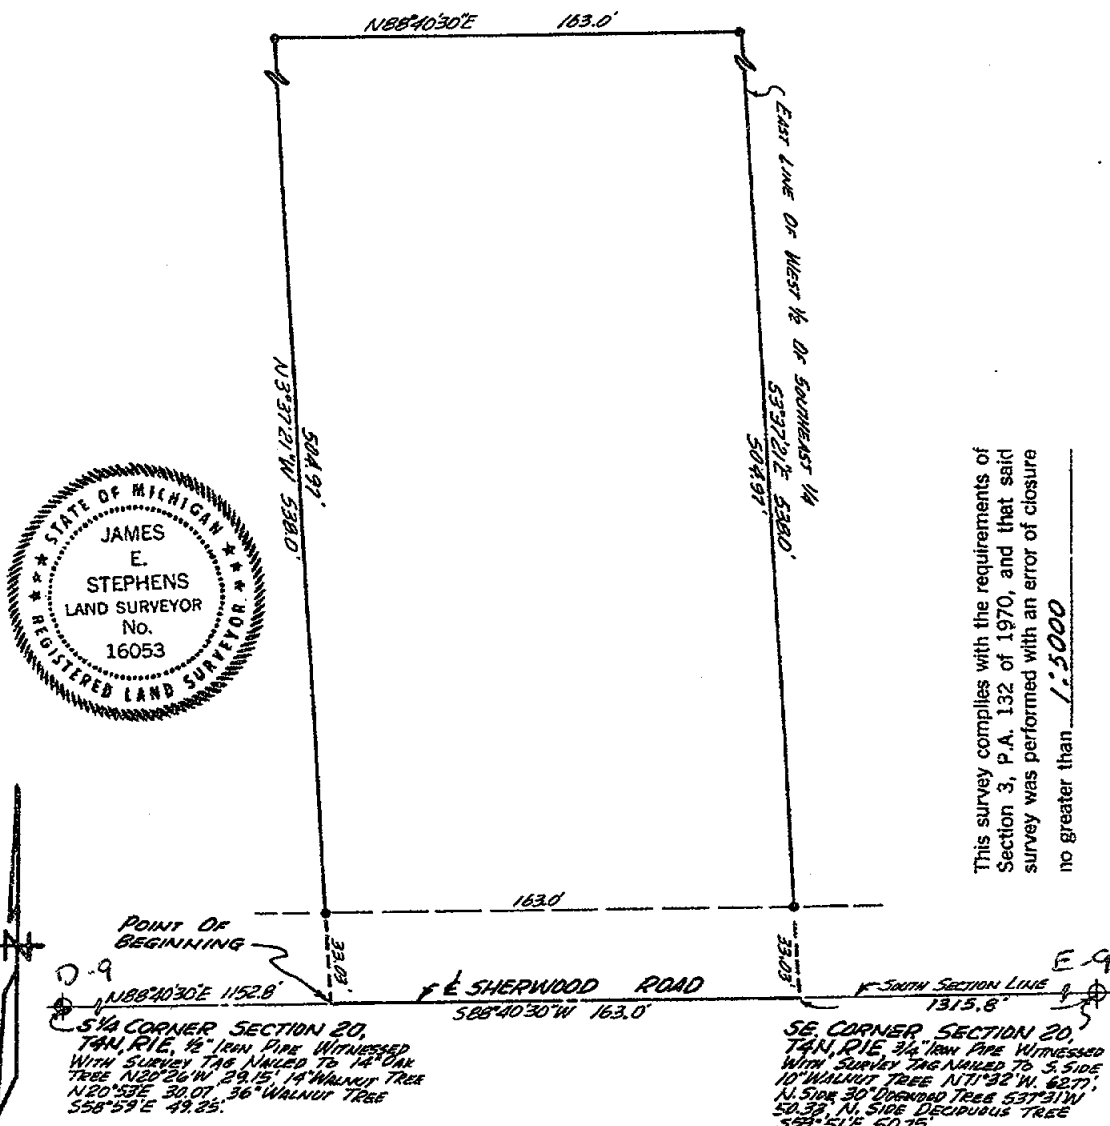 N88°40'30"E 163.0'
EAST LINE OF WEST ½ OF SOUTHEAST ¼
S3°37'21"E 538.0'
504.97'
N3°37'21"W 538.0'
504.97'
STATE OF MICHIGAN
REGISTERED LAND SURVEYOR
JAMES
E.
STEPHENS
LAND SURVEYOR
No.
16053
This survey complies with the requirements of
Section 3, P.A. 132 of 1970, and that said
survey was performed with an error of closure
no greater than 1:5000
163.0'
POINT OF
BEGINNING
33.03'
33.03'
N
D-9
E-9
N88°40'30"E 1152.8'
℄ SHERWOOD ROAD
S88°40'30"W 163.0'
SOUTH SECTION LINE
1315.8'
S¼ CORNER SECTION 20,
T4N, R1E, ½" IRON PIPE WITNESSED
WITH SURVEY TAG NAILED TO 14" OAK
TREE N20°26'W, 29.15', 14" WALNUT TREE
N20°53'E 30.07', 36" WALNUT TREE
S58°59'E 49.25'.
SE. CORNER SECTION 20,
T4N, R1E, 3/4" IRON PIPE WITNESSED
WITH SURVEY TAG NAILED TO S. SIDE
10" WALNUT TREE N71°32'W. 62.77',
N. SIDE 30" DOGWOOD TREE S37°31'W
50.33', N. SIDE DECIDUOUS TREE
S59°51'E 50.75'